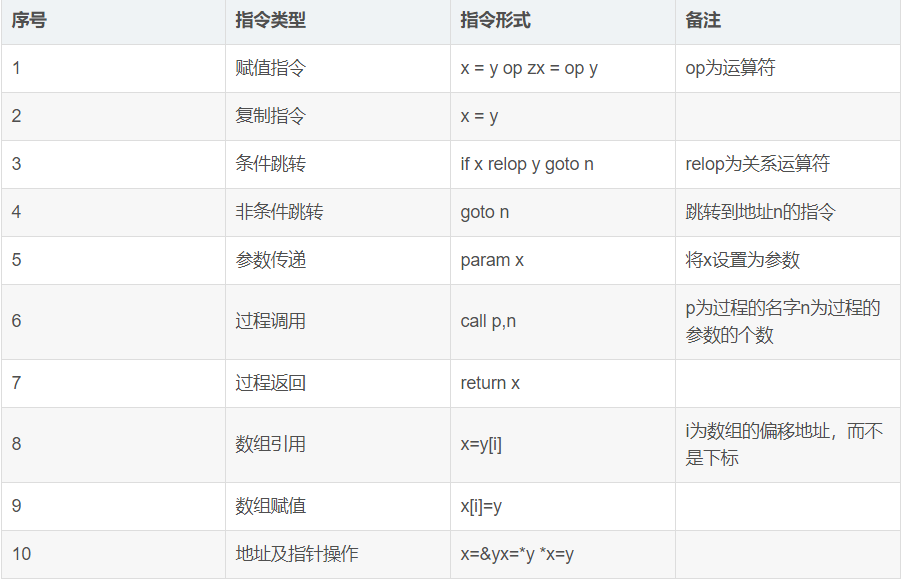 序号 指令类型 指令形式 备注
1 赋值指令 x = y op zx = op y op为运算符
2 复制指令 x = y
3 条件跳转 if x relop y goto n relop为关系运算符
4 非条件跳转 goto n 跳转到地址n的指令
5 参数传递 param x 将x设置为参数
6 过程调用 call p,n p为过程的名字n为过程的
参数的个数
7 过程返回 return x
8 数组引用 x=y[i] i为数组的偏移地址，而不
是下标
9 数组赋值 x[i]=y
10 地址及指针操作 x=&yx=*y *x=y